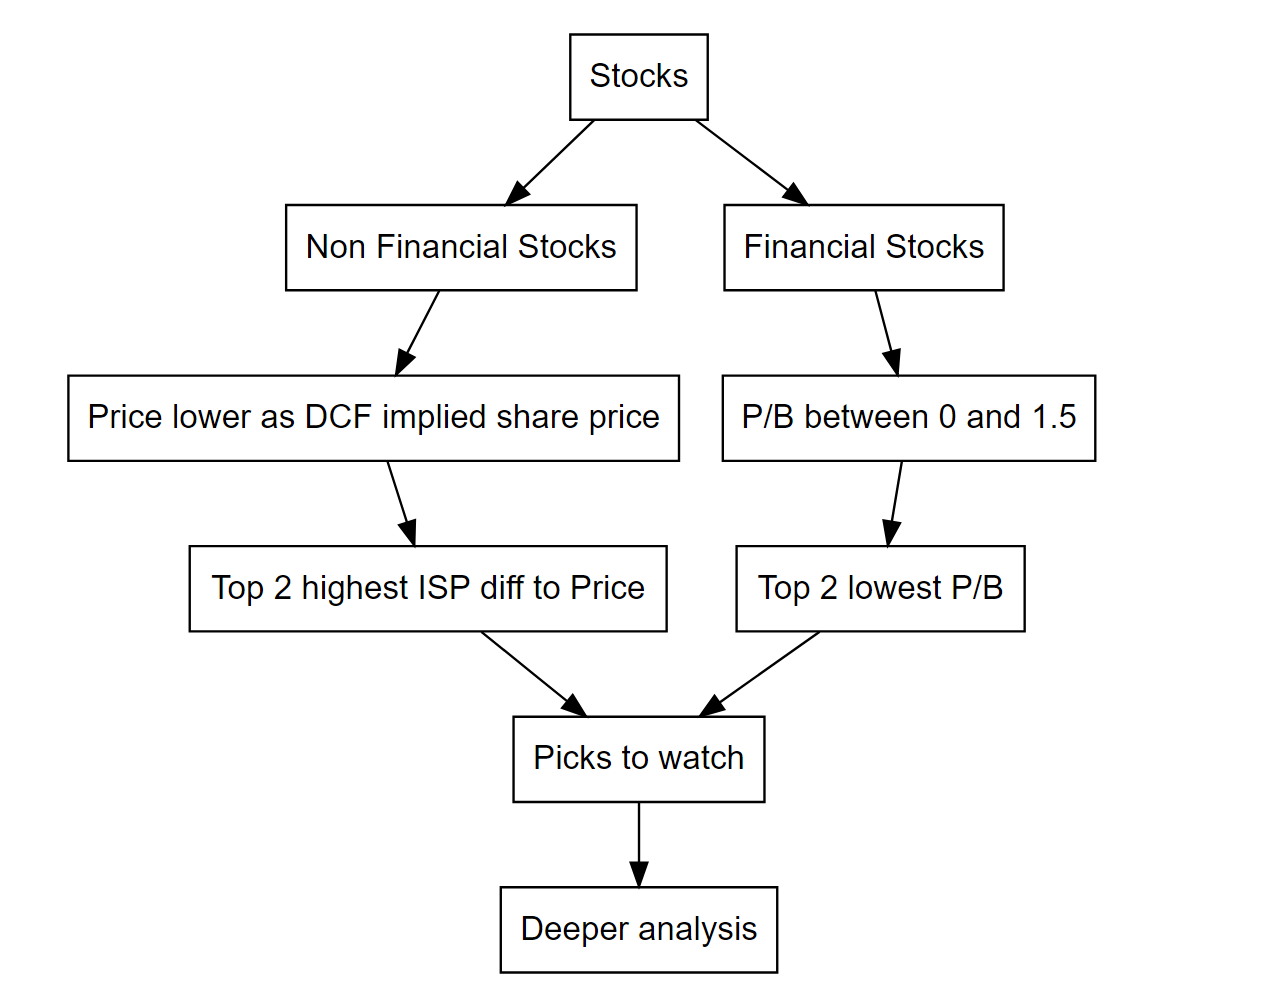 Stocks
Non Financial Stocks
Financial Stocks
Price lower as DCF implied share price
P/B between 0 and 1.5
Top 2 highest ISP diff to Price
Top 2 lowest P/B
Picks to watch
Deeper analysis